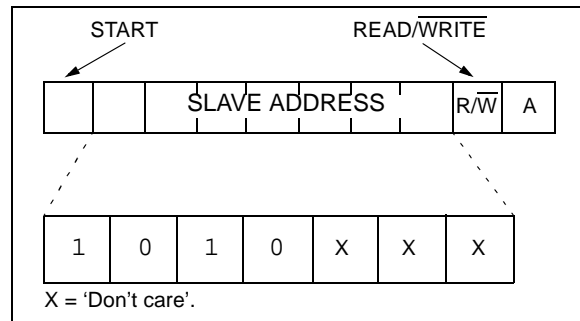 START READ/WRITE
SLAVE ADDRESS R/W A
1 0 1 0 X X X
X = ‘Don’t care’.